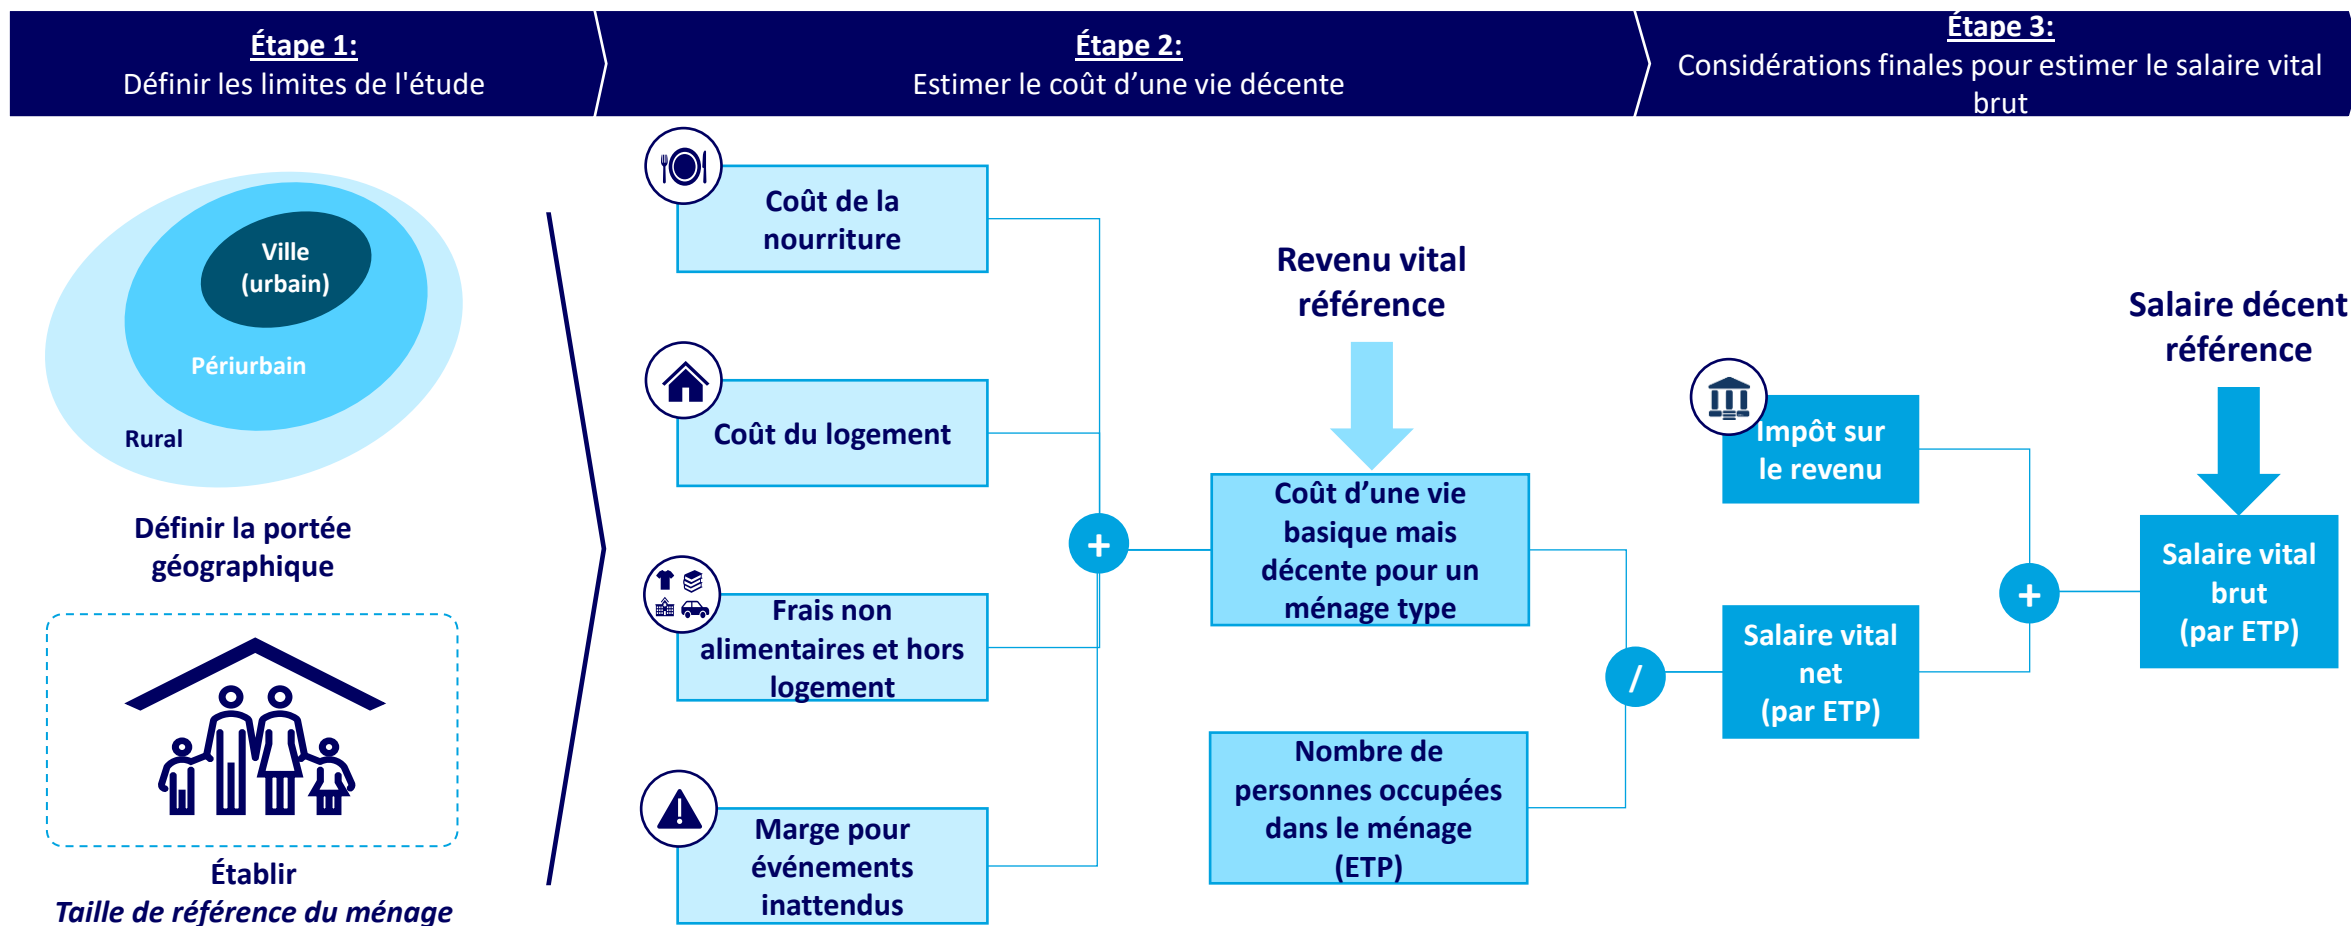 Étape 1:
Définir les limites de l'étude
Étape 2:
Estimer le coût d’une vie décente
Étape 3:
Considérations finales pour estimer le salaire vital
brut
Ville
(urbain)
Périurbain
Rural
Définir la portée
géographique
Établir
Taille de référence du ménage
Coût de la
nourriture
Coût du logement
Frais non
alimentaires et hors
logement
Marge pour
événements
inattendus
+
Revenu vital
référence
Coût d’une vie
basique mais
décente pour un
ménage type
Nombre de
personnes occupées
dans le ménage
(ETP)
/
Impôt sur
le revenu
Salaire vital
net
(par ETP)
+
Salaire décent
référence
Salaire vital
brut
(par ETP)